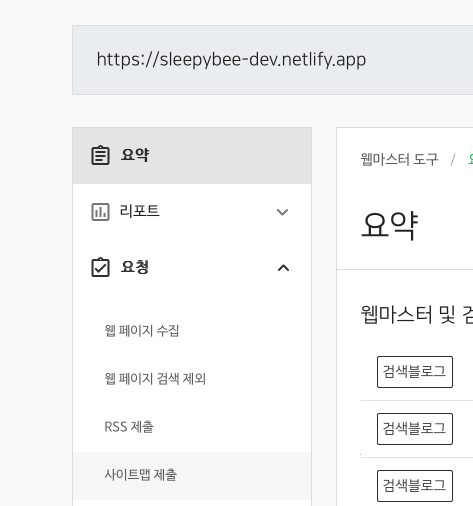 https://sleepybee-dev.netlify.app
요약
리포트
요청
웹 페이지 수집
웹 페이지 검색 제외
RSS 제출
사이트맵 제출
웹마스터 도구 /
요약
웹마스터 및
검색블로그
검색블로그
검색블로그